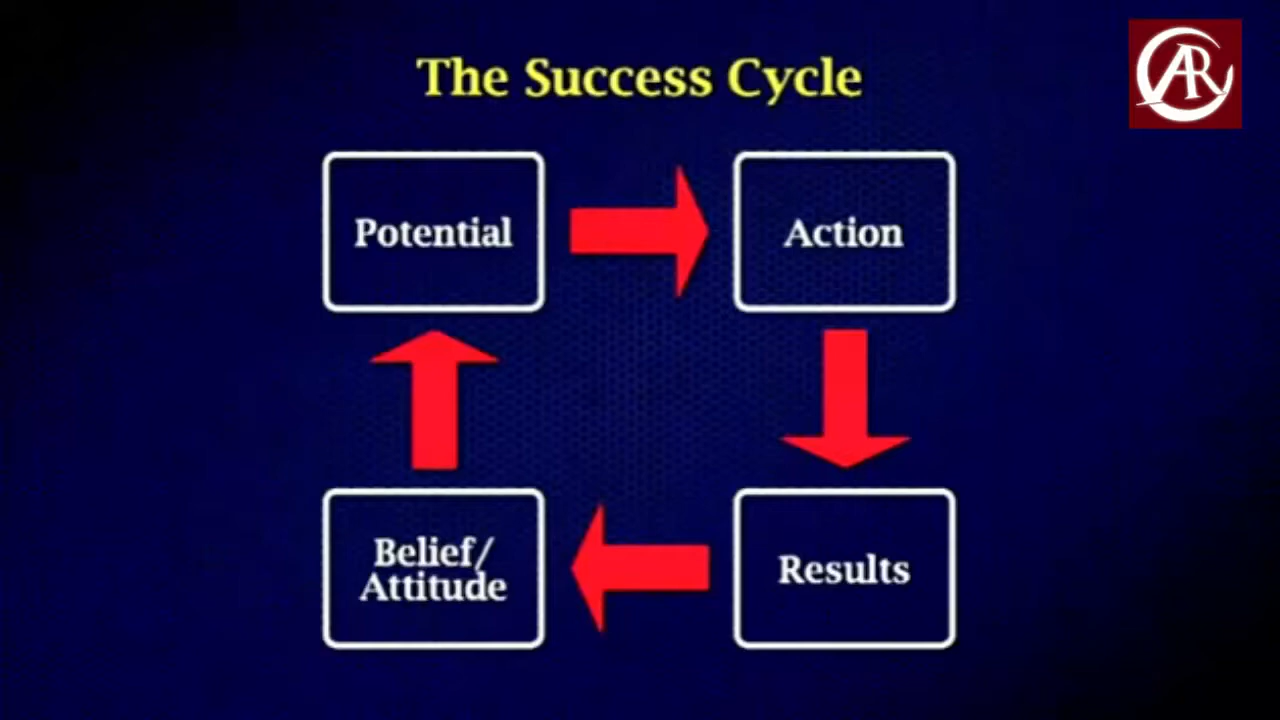 The Success Cycle
Potential
Action
Belief/
Attitude
Results